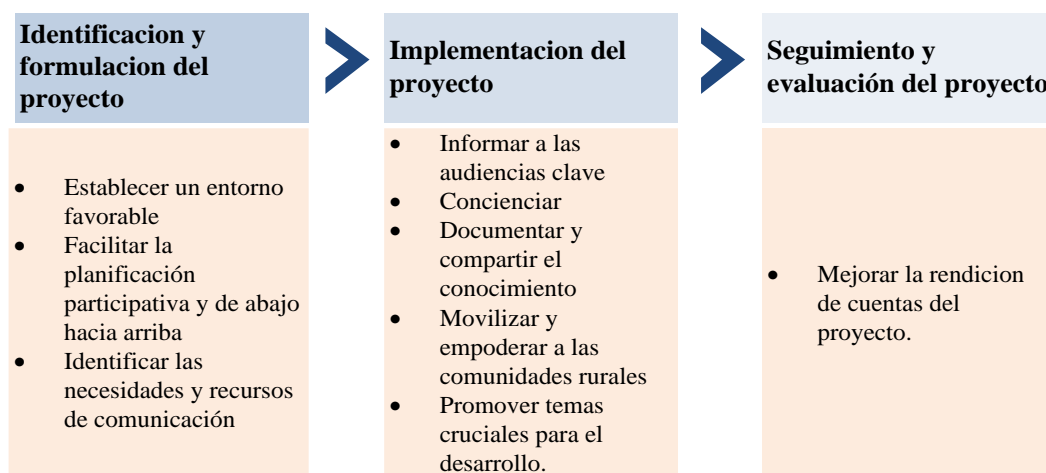 Identificacion y
formulacion del
proyecto
• Establecer un entorno
favorable
• Facilitar la
planificación
participativa y de abajo
hacia arriba
• Identificar las
necesidades y recursos
de comunicación
Implementacion del
proyecto
• Informar a las
audiencias clave
• Concienciar
• Documentar y
compartir el
conocimiento
• Movilizar y
empoderar a las
comunidades rurales
• Promover temas
cruciales para el
desarrollo.
Seguimiento y
evaluación del proyecto
• Mejorar la rendicion
de cuentas del
proyecto.